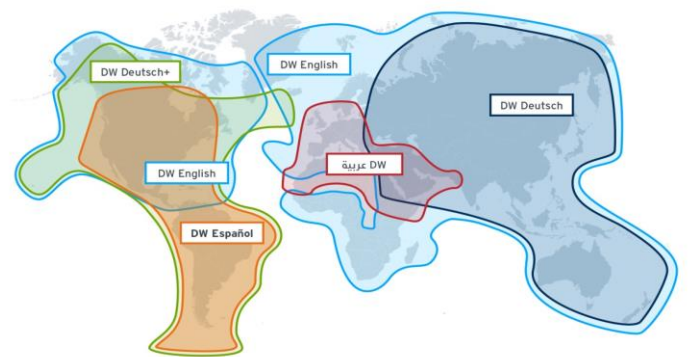 DW Deutsch+
DW English
DW Deutsch
DW عربية
DW English
DW Español